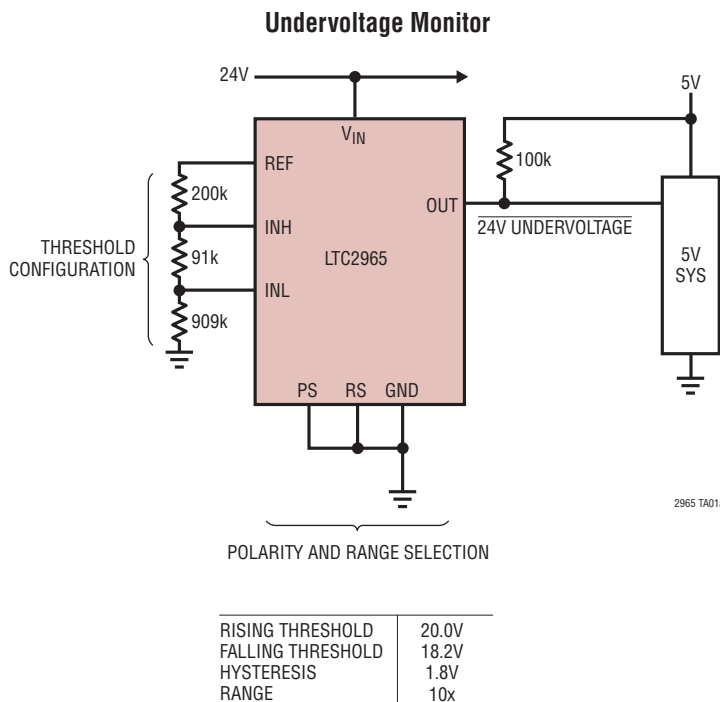 Undervoltage Monitor
24V
5V
VIN
REF
200k
100k
INH
OUT
24V UNDERVOLTAGE
THRESHOLD
CONFIGURATION
91k
LTC2965
5V
SYS
INL
909k
PS RS GND
POLARITY AND RANGE SELECTION
RISING THRESHOLD 20.0V
FALLING THRESHOLD 18.2V
HYSTERESIS 1.8V
RANGE 10x